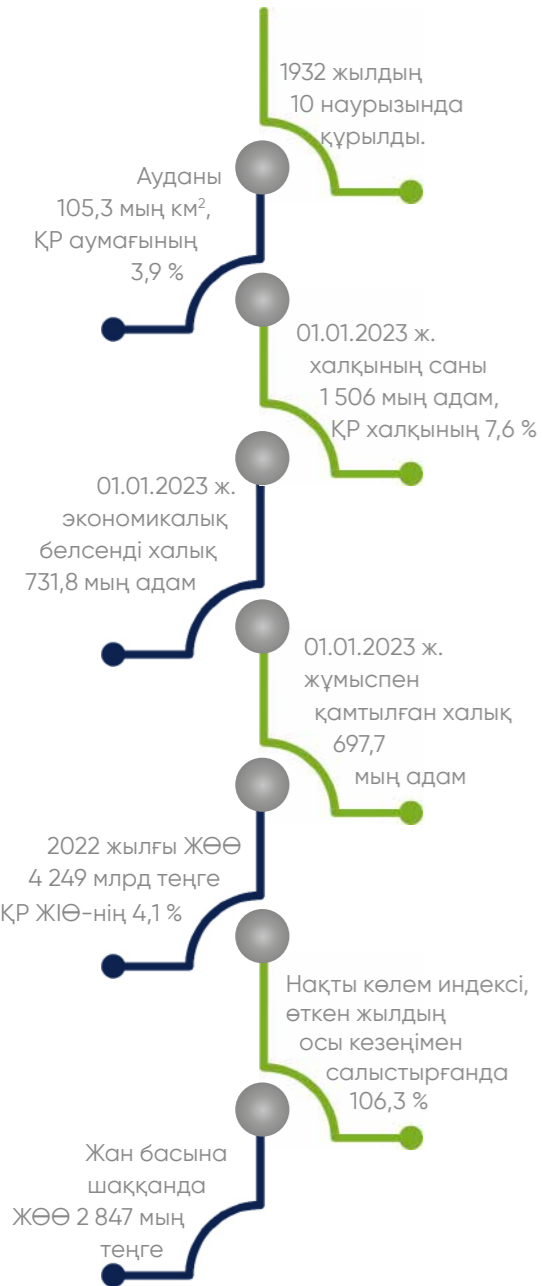 1932 жылдың
10 наурызында
құрылды.
Ауданы
105,3 мың км²,
ҚР аумағының
3,9 %
01.01.2023 ж.
халқының саны
1 506 мың адам,
ҚР халқының 7,6 %
01.01.2023 ж.
экономикалық
белсенді халық
731,8 мың адам
01.01.2023 ж.
жұмыспен
қамтылған халық
697,7
мың адам
2022 жылғы ЖӨӨ
4 249 млрд теңге
ҚР ЖІӨ-нің 4,1 %
Нақты көлем индексі,
өткен жылдың
осы кезеңімен
салыстырғанда
106,3 %
Жан басына
шаққанда
ЖӨӨ 2 847 мың
теңге